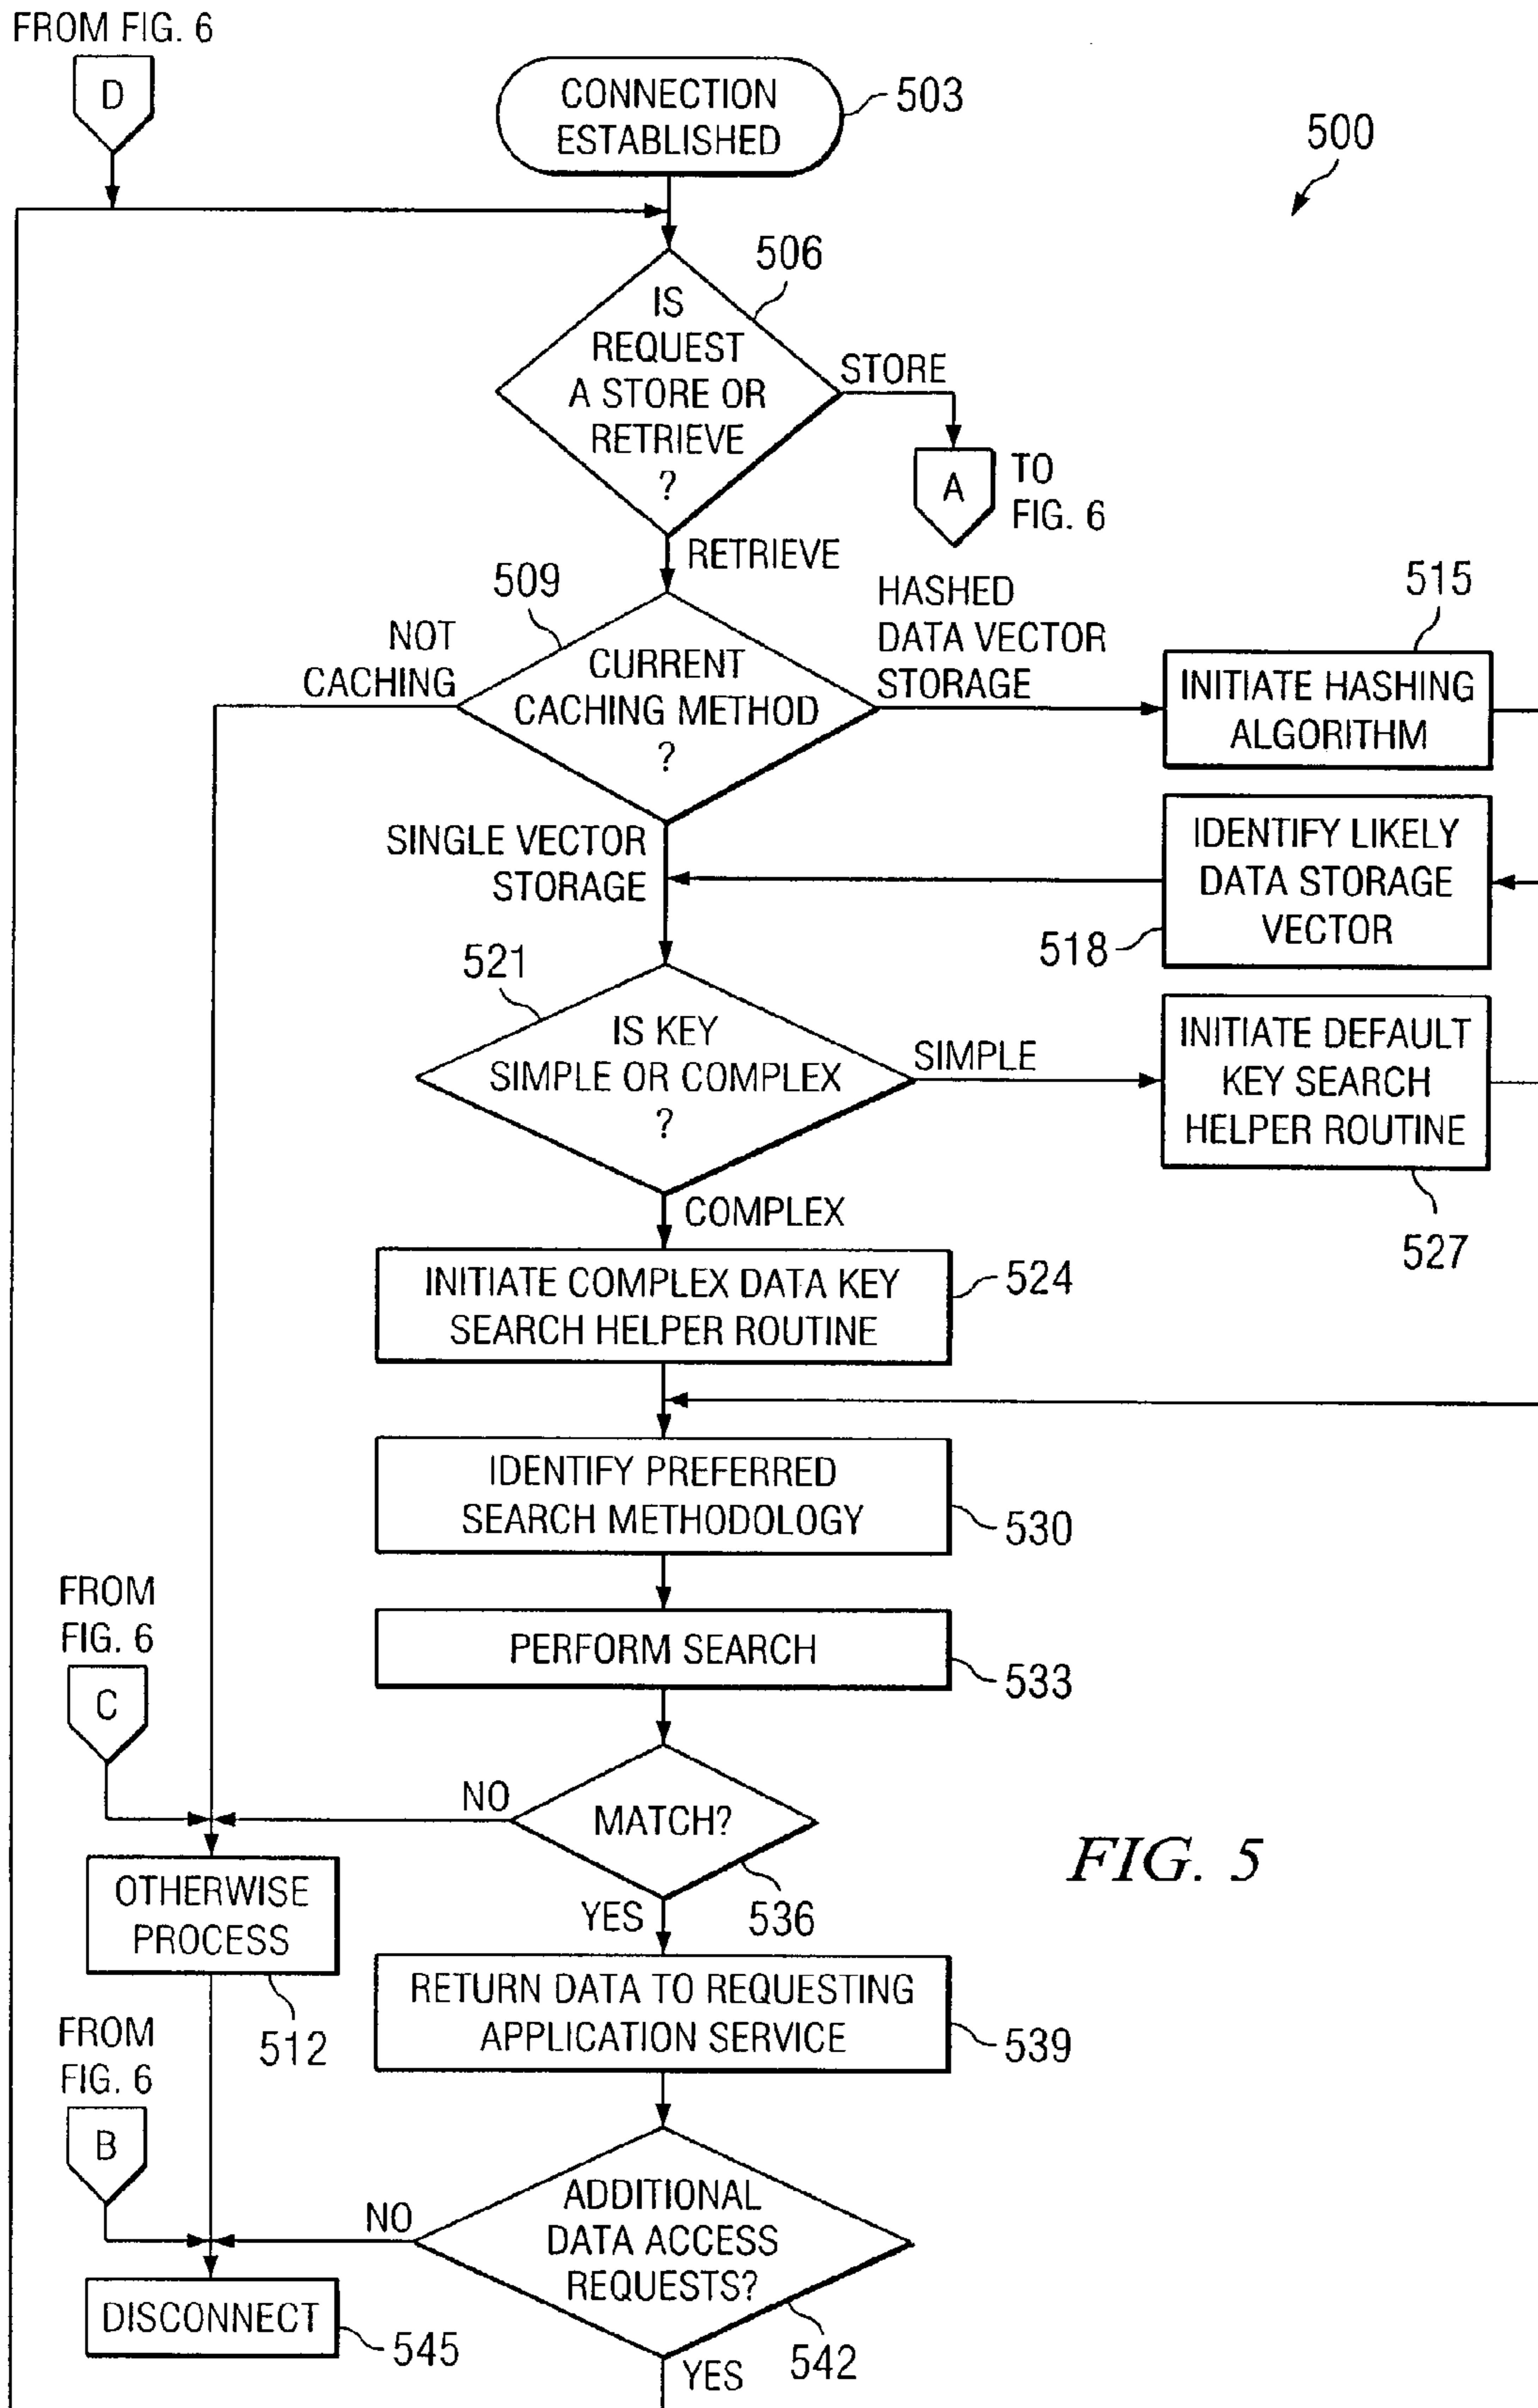 FROM FIG. 6
D
CONNECTION
ESTABLISHED
503
500
506
IS
REQUEST
A STORE OR
RETRIEVE
?
STORE
A
TO
FIG. 6
RETRIEVE
509
NOT
CACHING
CURRENT
CACHING METHOD
?
HASHED
DATA VECTOR
STORAGE
515
INITIATE HASHING
ALGORITHM
SINGLE VECTOR
STORAGE
IDENTIFY LIKELY
DATA STORAGE
VECTOR
518
521
IS KEY
SIMPLE OR COMPLEX
?
SIMPLE
INITIATE DEFAULT
KEY SEARCH
HELPER ROUTINE
527
COMPLEX
INITIATE COMPLEX DATA KEY
SEARCH HELPER ROUTINE
524
IDENTIFY PREFERRED
SEARCH METHODOLOGY
530
FROM
FIG. 6
C
PERFORM SEARCH
533
NO
MATCH?
536
YES
FIG. 5
OTHERWISE
PROCESS
512
RETURN DATA TO REQUESTING
APPLICATION SERVICE
539
FROM
FIG. 6
B
NO
ADDITIONAL
DATA ACCESS
REQUESTS?
542
YES
DISCONNECT
545